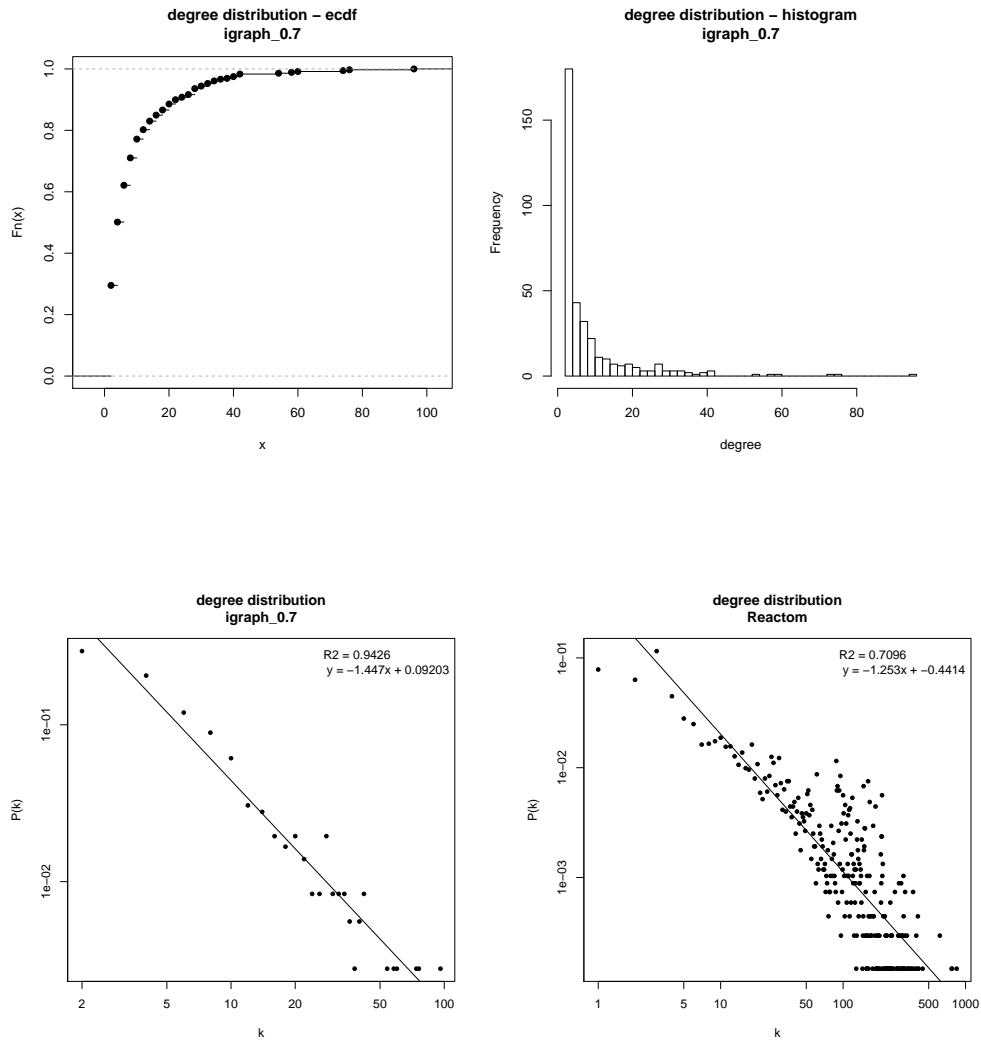 degree distribution − ecdf
igraph_0.7
Fn(x)
0.0
0.2
0.4
0.6
0.8
1.0
0 20 40 60 80 100
x
degree distribution − histogram
igraph_0.7
Frequency
0
50
100
150
0 20 40 60 80
degree
degree distribution
igraph_0.7
R2 = 0.9426
y = −1.447x + 0.09203
P(k)
1e−01
1e−02
2 5 10 20 50 100
k
degree distribution
Reactom
R2 = 0.7096
y = −1.253x + −0.4414
P(k)
1e−01
1e−02
1e−03
1 5 10 50 100 500 1000
k